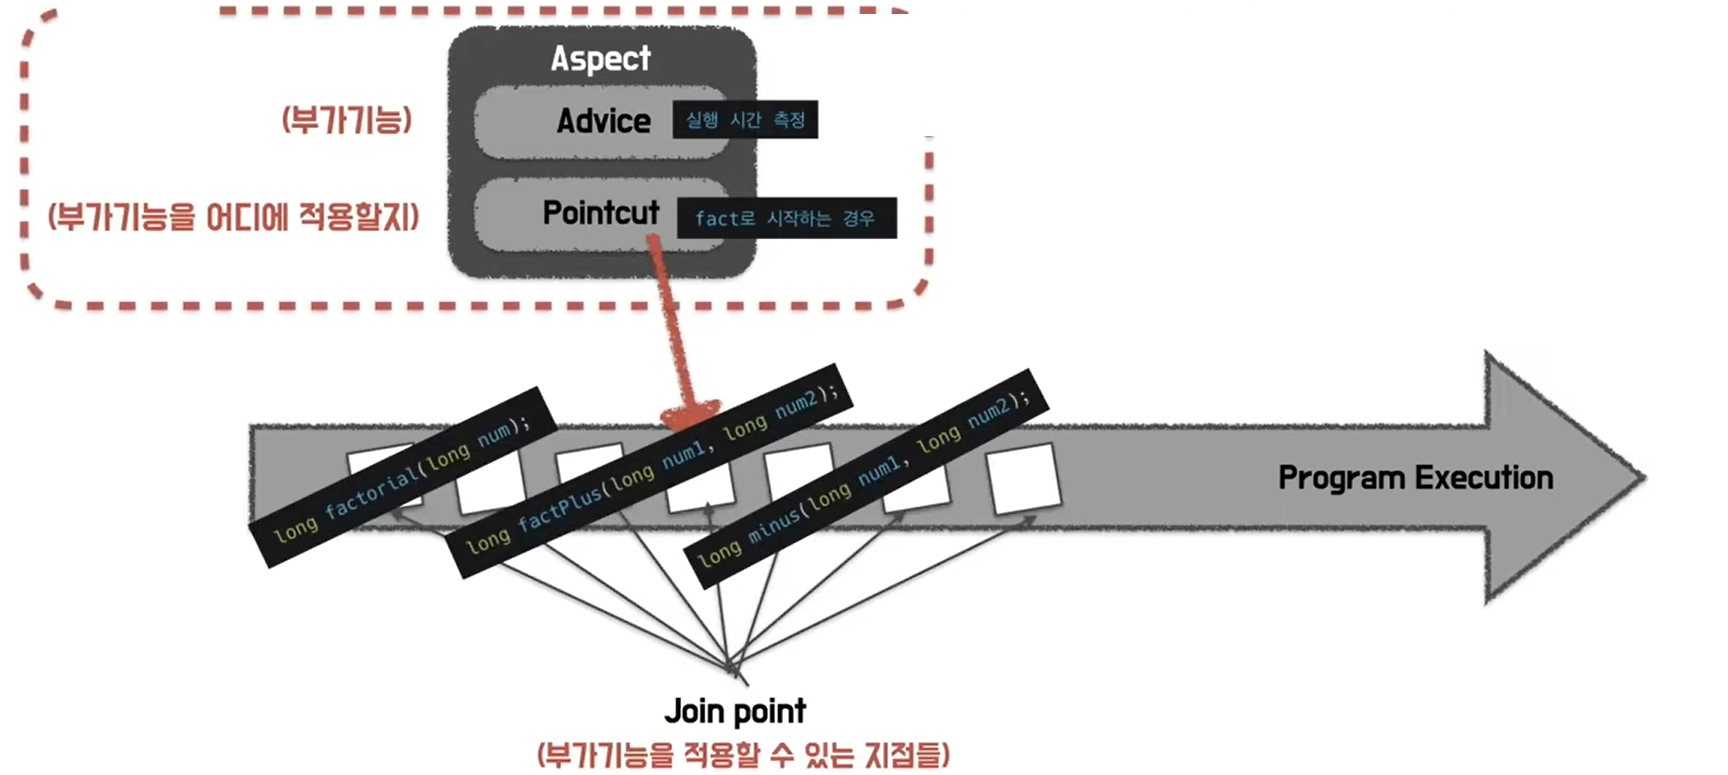 Aspect
(부가기능)
Advice
실행 시간 측정
(부가기능을 어디에 적용할지)
Pointcut
fact로 시작하는 경우
long factorial(long num);
long factPlus(long num1, long num2);
long minus(long num1, long num2);
Program Execution
Join point
(부가기능을 적용할 수 있는 지점들)